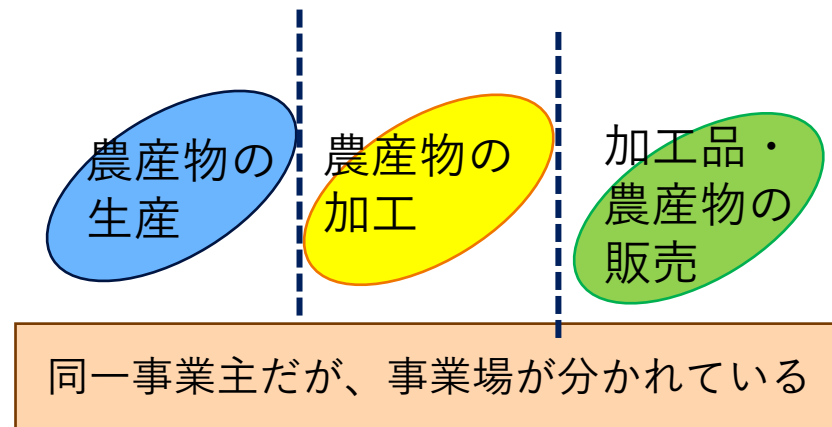 農産物の
生産
農産物の
加工
加工品・
農産物の
販売
同一事業主だが、事業場が分かれている